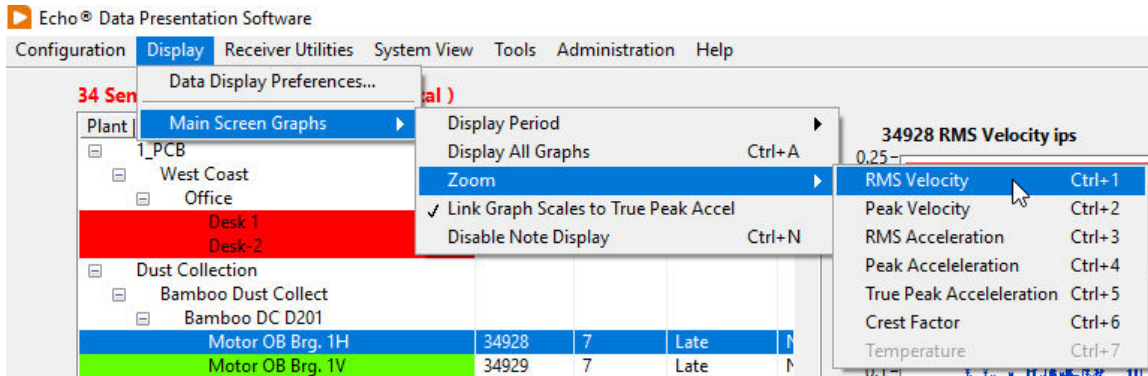 Echo® Data Presentation Software
Configuration Display Receiver Utilities System View Tools Administration Help
Data Display Preferences...
34 Sen al )
Plant Main Screen Graphs
Display Period
34928 RMS Velocity ips
1_PCB
Display All Graphs Ctrl+A
0.25
West Coast
Zoom
RMS Velocity Ctrl+1
Office
Link Graph Scales to True Peak Accel
Peak Velocity Ctrl+2
Desk 1
Disable Note Display Ctrl+N
RMS Acceleration Ctrl+3
Desk-2
Dust Collection
Peak Acceleleration Ctrl+4
Bamboo Dust Collect
True Peak Acceleleration Ctrl+5
Bamboo DC D201
Crest Factor Ctrl+6
Motor OB Brg. 1H 34928 7 Late
Temperature Ctrl+7
Motor OB Brg. 1V 34929 7 Late